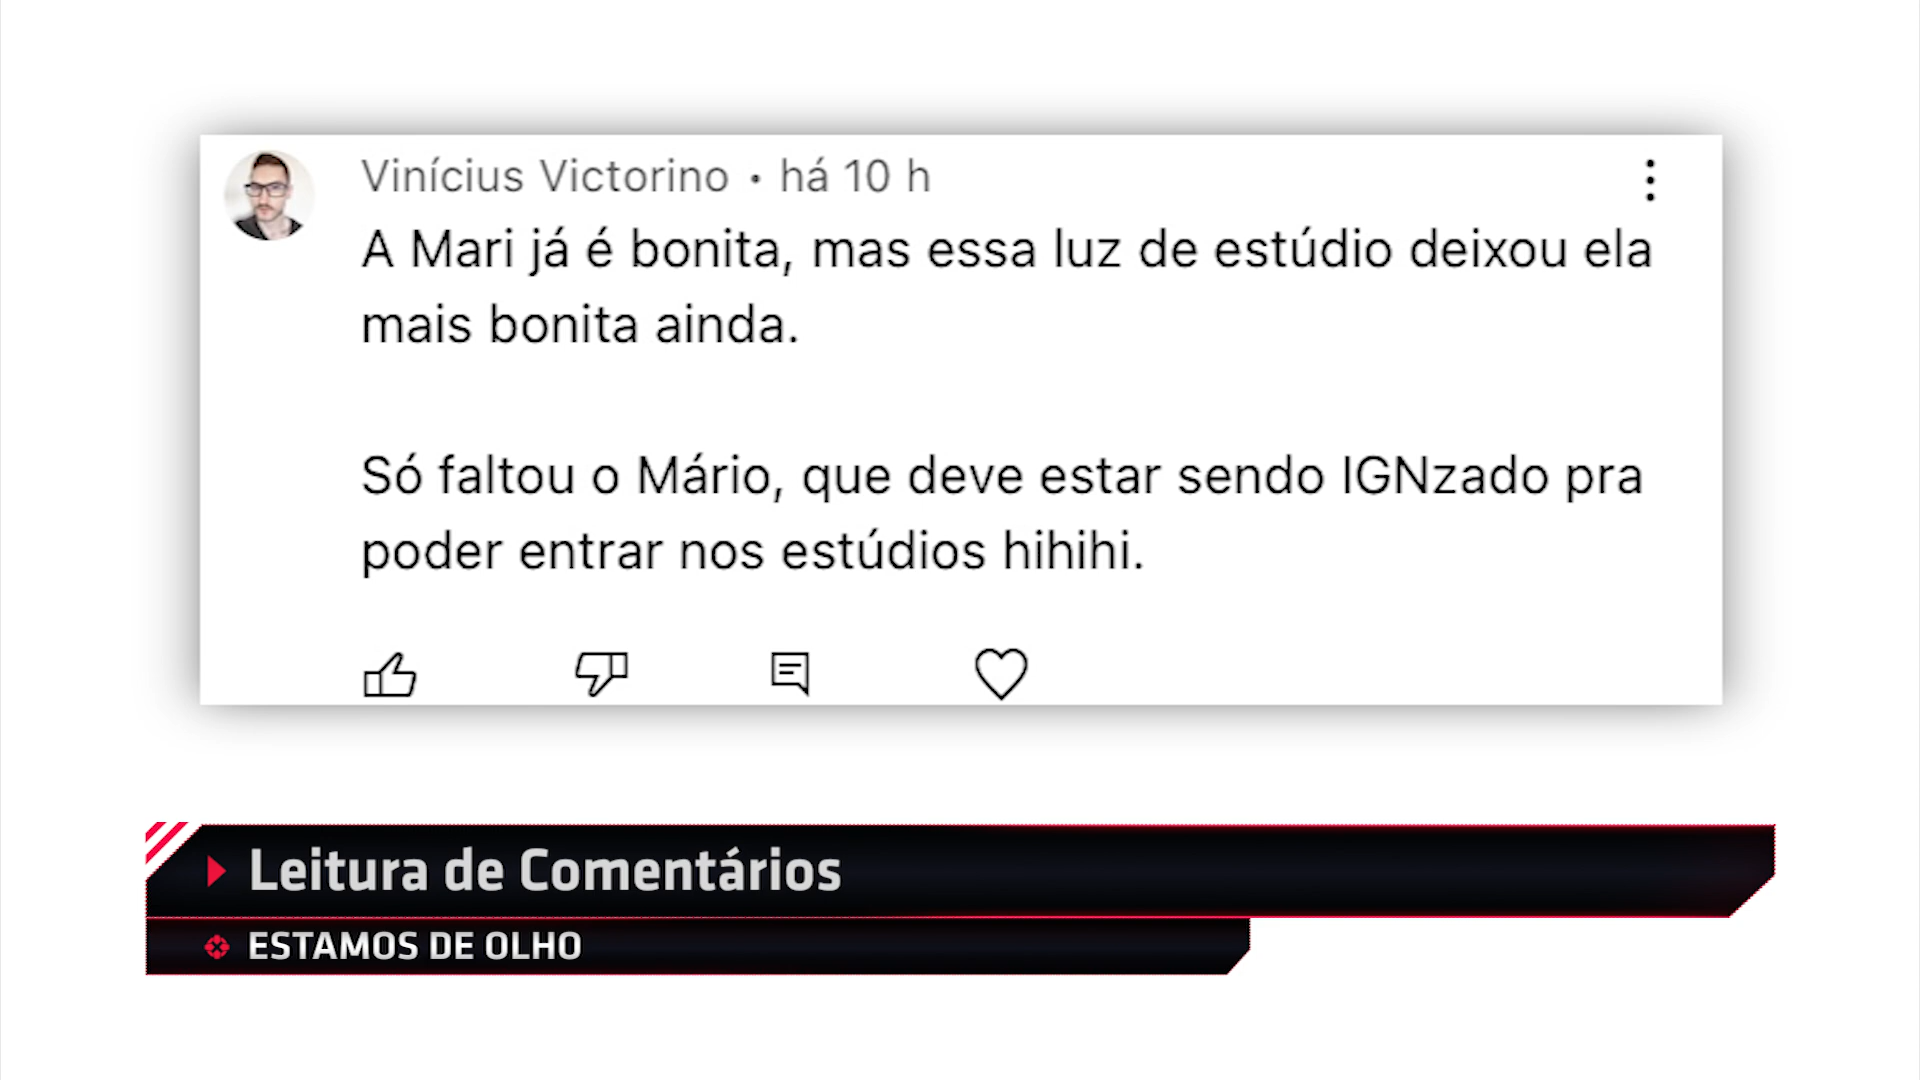 Vinícius Victorino • há 10 h
A Mari já é bonita, mas essa luz de estúdio deixou ela
mais bonita ainda.
Só faltou o Mário, que deve estar sendo IGNzado pra
poder entrar nos estúdios hihihi.
Leitura de Comentários
ESTAMOS DE OLHO